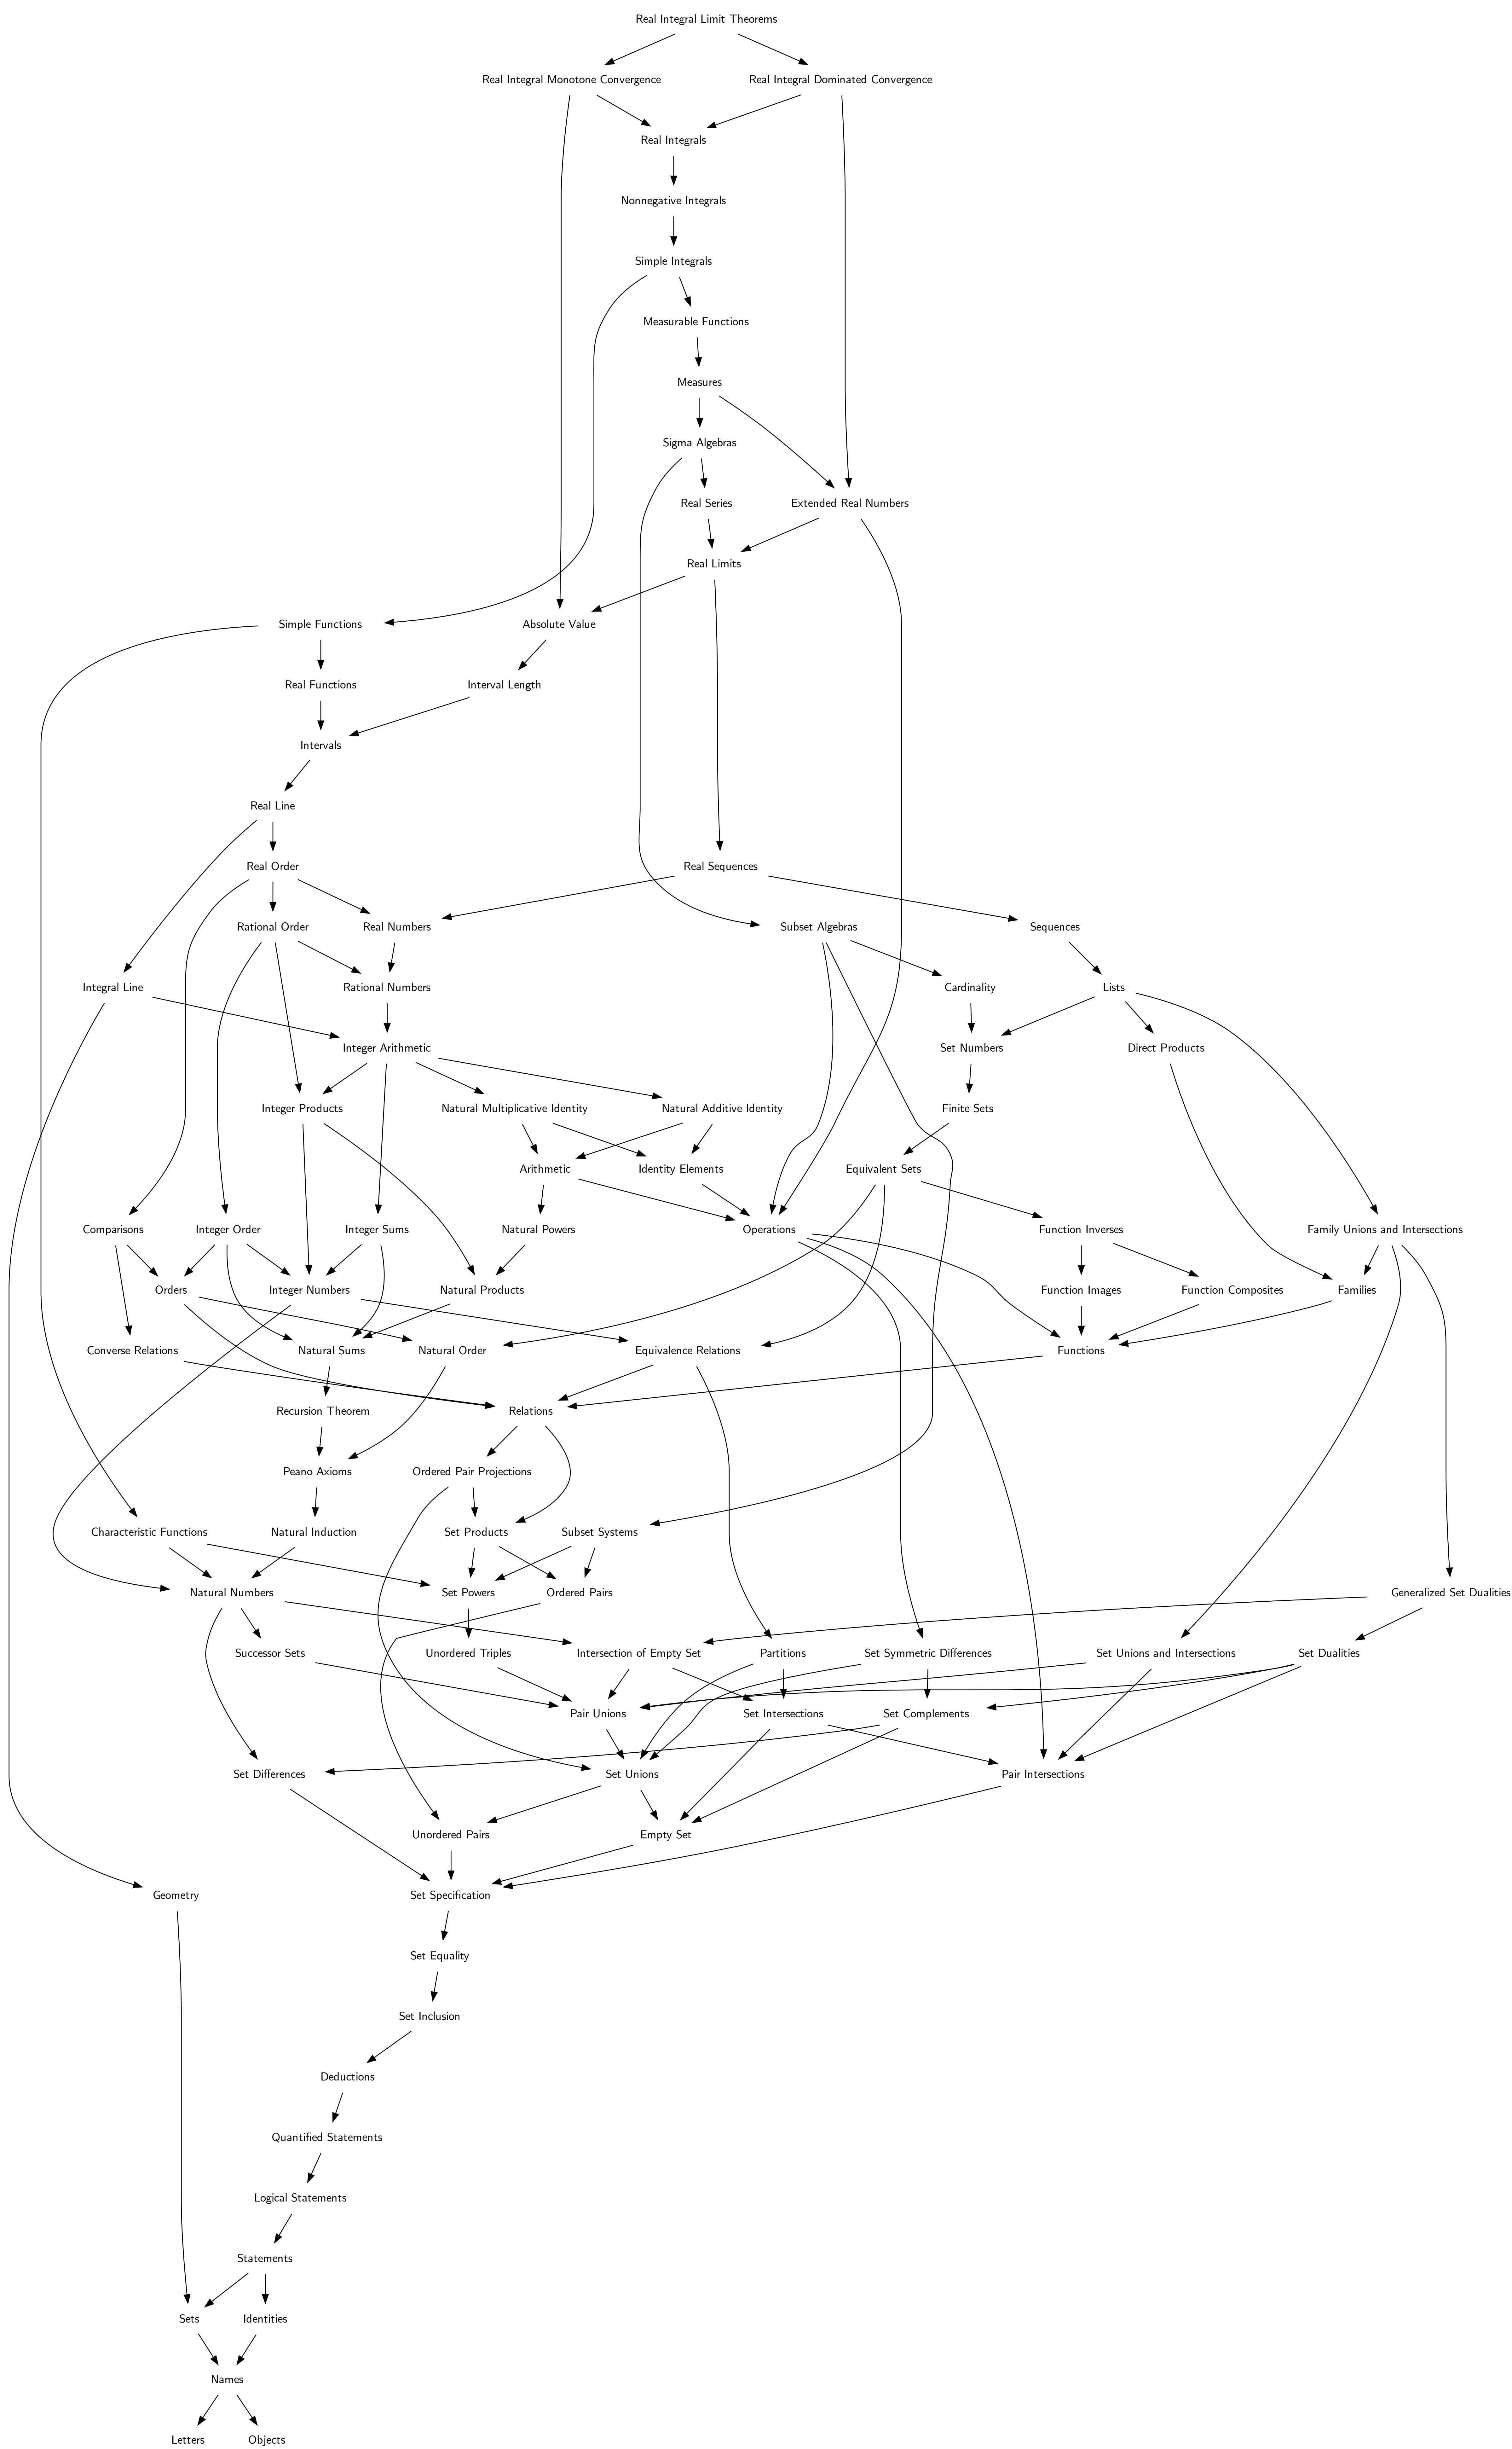 Real Integral Limit Theorems
Real Integral Monotone Convergence
Real Integral Dominated Convergence
Real Integrals
Nonnegative Integrals
Simple Integrals
Measurable Functions
Measures
Sigma Algebras
Real Series
Extended Real Numbers
Real Limits
Simple Functions
Absolute Value
Real Functions
Interval Length
Intervals
Real Line
Real Order
Real Sequences
Rational Order
Real Numbers
Subset Algebras
Sequences
Integral Line
Rational Numbers
Cardinality
Lists
Integer Arithmetic
Set Numbers
Direct Products
Integer Products
Natural Multiplicative Identity
Natural Additive Identity
Finite Sets
Arithmetic
Identity Elements
Equivalent Sets
Comparisons
Integer Order
Integer Sums
Natural Powers
Operations
Function Inverses
Family Unions and Intersections
Orders
Integer Numbers
Natural Products
Function Images
Function Composites
Families
Converse Relations
Natural Sums
Natural Order
Equivalence Relations
Functions
Recursion Theorem
Relations
Peano Axioms
Ordered Pair Projections
Characteristic Functions
Natural Induction
Set Products
Subset Systems
Natural Numbers
Set Powers
Ordered Pairs
Generalized Set Dualities
Successor Sets
Unordered Triples
Intersection of Empty Set
Partitions
Set Symmetric Differences
Set Unions and Intersections
Set Dualities
Pair Unions
Set Intersections
Set Complements
Set Differences
Set Unions
Pair Intersections
Unordered Pairs
Empty Set
Geometry
Set Specification
Set Equality
Set Inclusion
Deductions
Quantified Statements
Logical Statements
Statements
Sets
Identities
Names
Letters
Objects